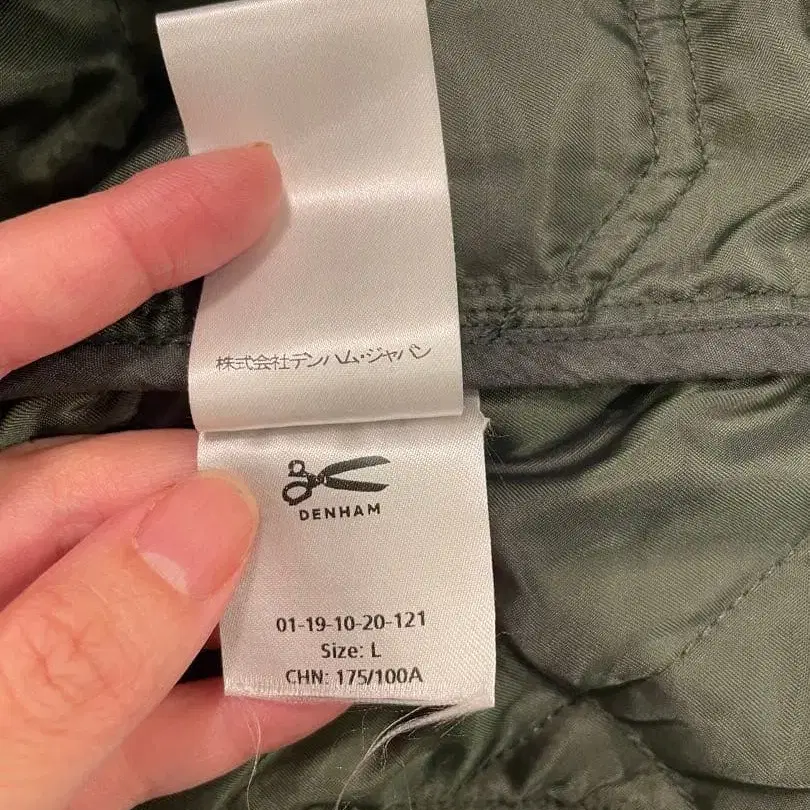 株式会社デンハム・ジャパン
DENHAM
01-19-10-20-121
Size: L
CHN: 175/100A